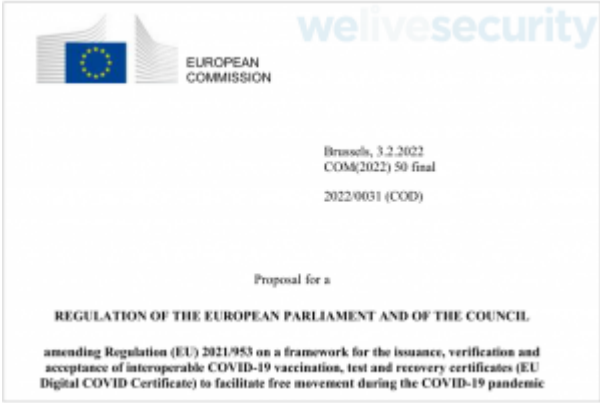 welivesecurity
EUROPEAN
COMMISSION
Brussels, 3.2.2022
COM(2022) 50 final
2022/0031 (COD)
Proposal for a
REGULATION OF THE EUROPEAN PARLIAMENT AND OF THE COUNCIL
amending Regulation (EU) 2021/953 on a framework for the issuance, verification and
acceptance of interoperable COVID-19 vaccination, test and recovery certificates (EU
Digital COVID Certificate) to facilitate free movement during the COVID-19 pandemic